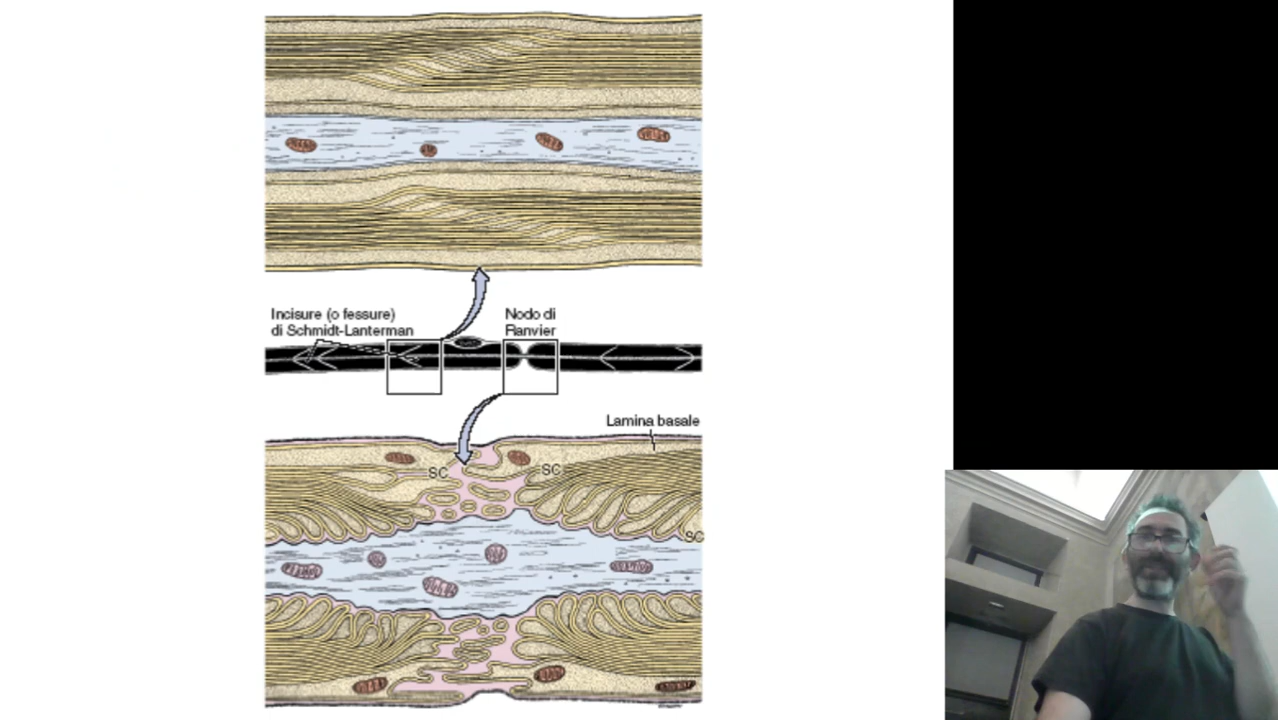 Incisure (o fessure)
di Schmidt-Lanterman
Nodo di
Ranvier
Lamina basale
SC
SC
SC